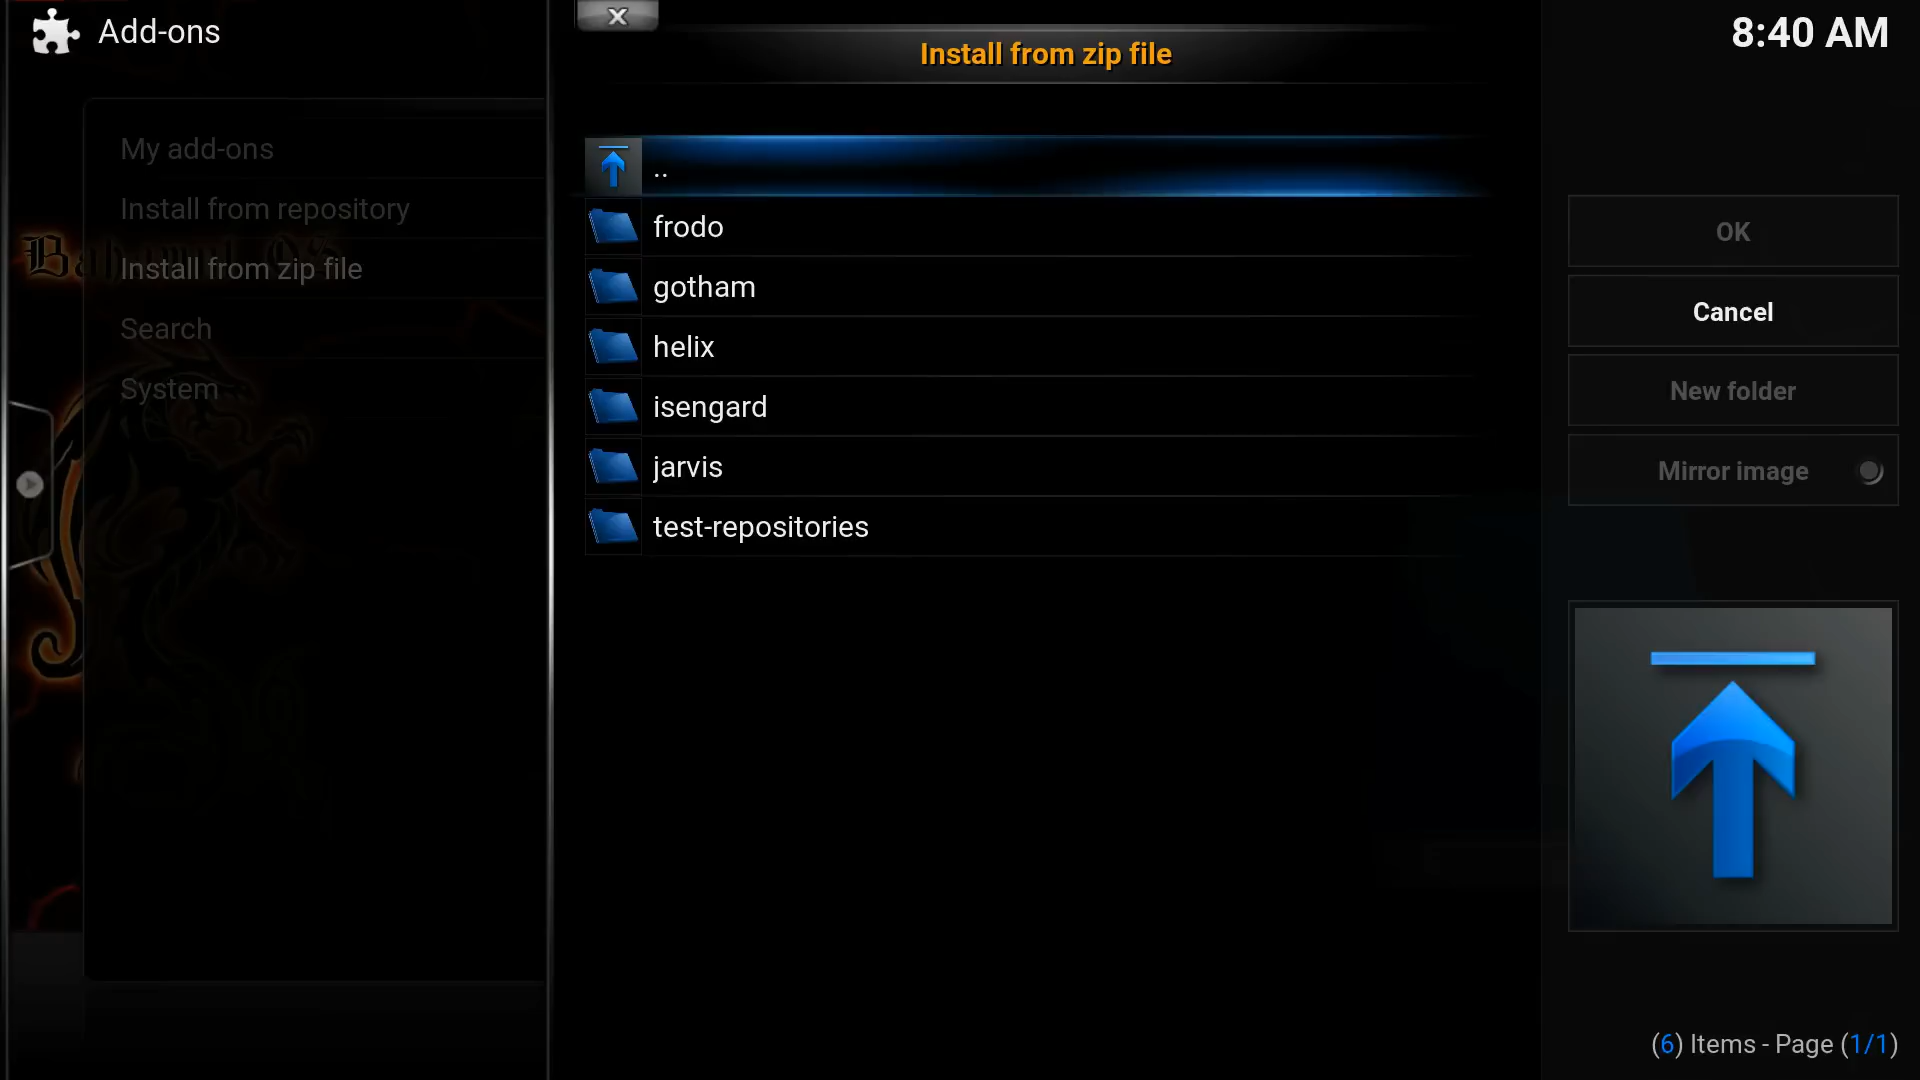 Add-ons
My add-ons
Install from repository
Install from zip file
Search
System
X
Install from zip file
..
frodo
gotham
helix
isengard
jarvis
test-repositories
8:40 AM
OK
Cancel
New folder
Mirror image
(6) Items - Page (1/1)